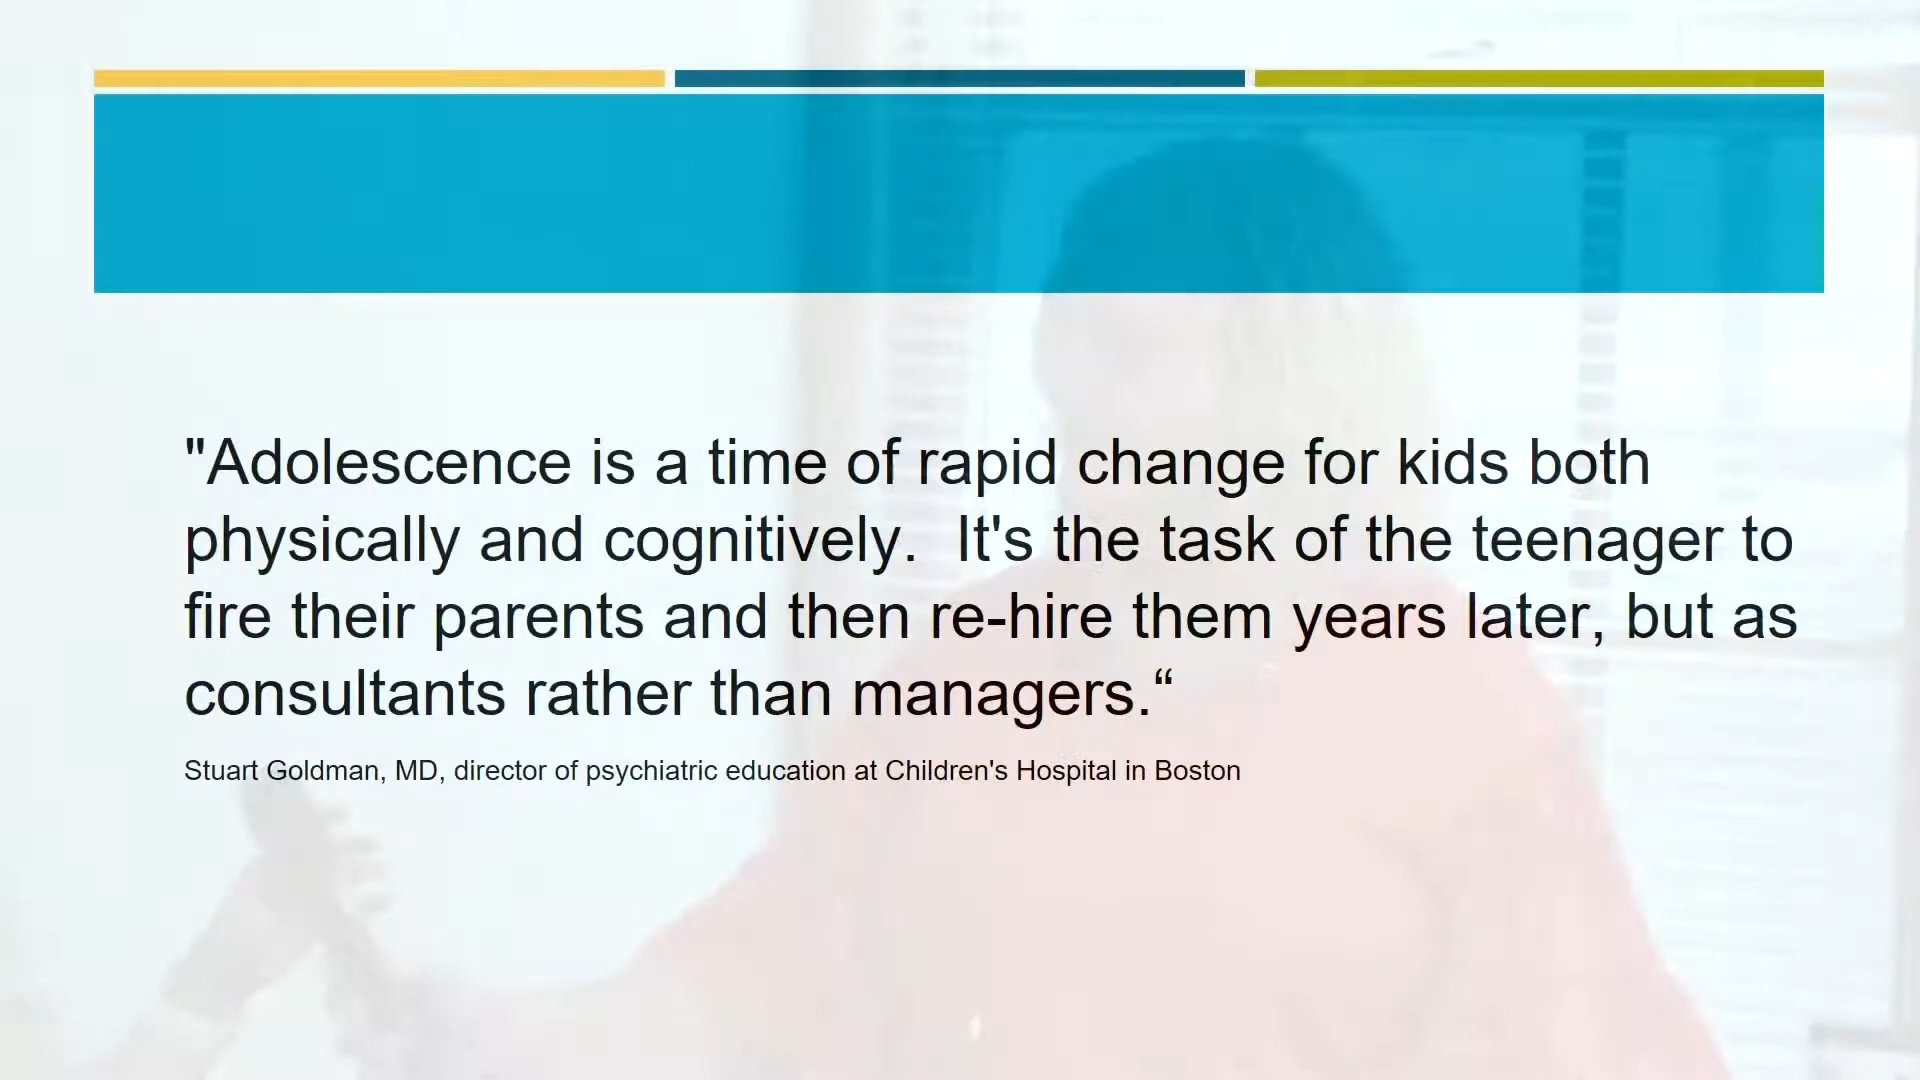 "Adolescence is a time of rapid change for kids both
physically and cognitively.  It's the task of the teenager to
fire their parents and then re-hire them years later, but as
consultants rather than managers.“
Stuart Goldman, MD, director of psychiatric education at Children's Hospital in Boston